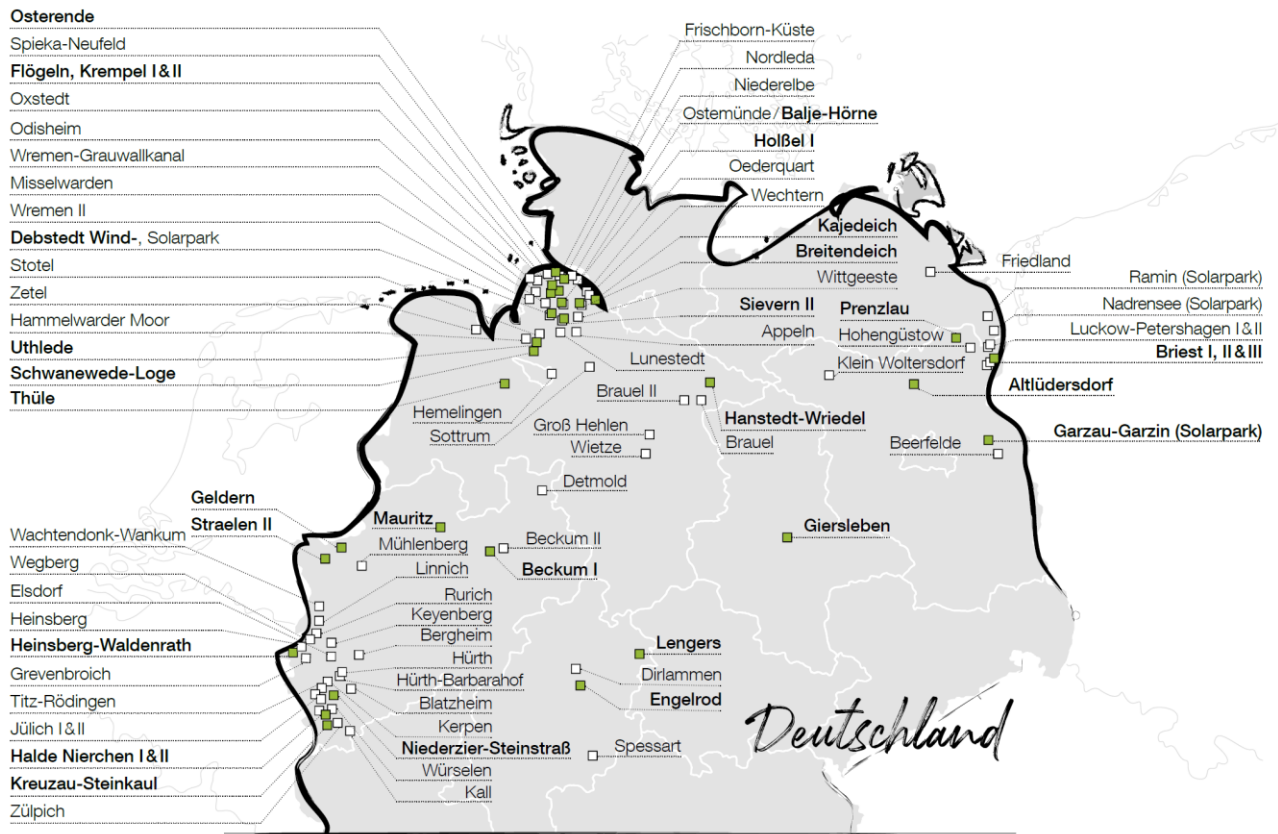 Osterende
Spieka-Neufeld
Flögeln, Krempel I & II
Oxstedt
Odisheim
Wremen-Grauwallkanal
Misselwarden
Wremen II
Debstedt Wind-, Solarpark
Stotel
Zetel
Hammelwarder Moor
Uthlede
Schwanewede-Loge
Thüle
Frischborn-Küste
Nordleda
Niederelbe
Ostemünde / Balje-Hörne
Holßel I
Oederquart
Wechtern
Kajedeich
Breitendeich
Wittgeeste
Sievern II
Appeln
Lunestedt
Brauel II
Hemelingen
Sottrum
Groß Hehlen
Wietze
Detmold
Hanstedt-Wriedel
Brauel
Friedland
Ramin (Solarpark)
Nadrensee (Solarpark)
Luckow-Petershagen I & II
Briest I, II & III
Prenzlau
Hohengüstow
Klein Woltersdorf
Altlüdersdorf
Garzau-Garzin (Solarpark)
Beerfelde
Giersleben
Geldern
Straelen II
Wachtendonk-Wankum
Wegberg
Elsdorf
Heinsberg
Heinsberg-Waldenrath
Grevenbroich
Titz-Rödingen
Jülich I & II
Halde Nierchen I & II
Kreuzau-Steinkaul
Zülpich
Mauritz
Mühlenberg
Linnich
Rurich
Keyenberg
Bergheim
Hürth
Hürth-Barbarahof
Blatzheim
Kerpen
Niederzier-Steinstraß
Würselen
Kall
Beckum II
Beckum I
Lengers
Dirlammen
Engelrod
Spessart
Deutschland